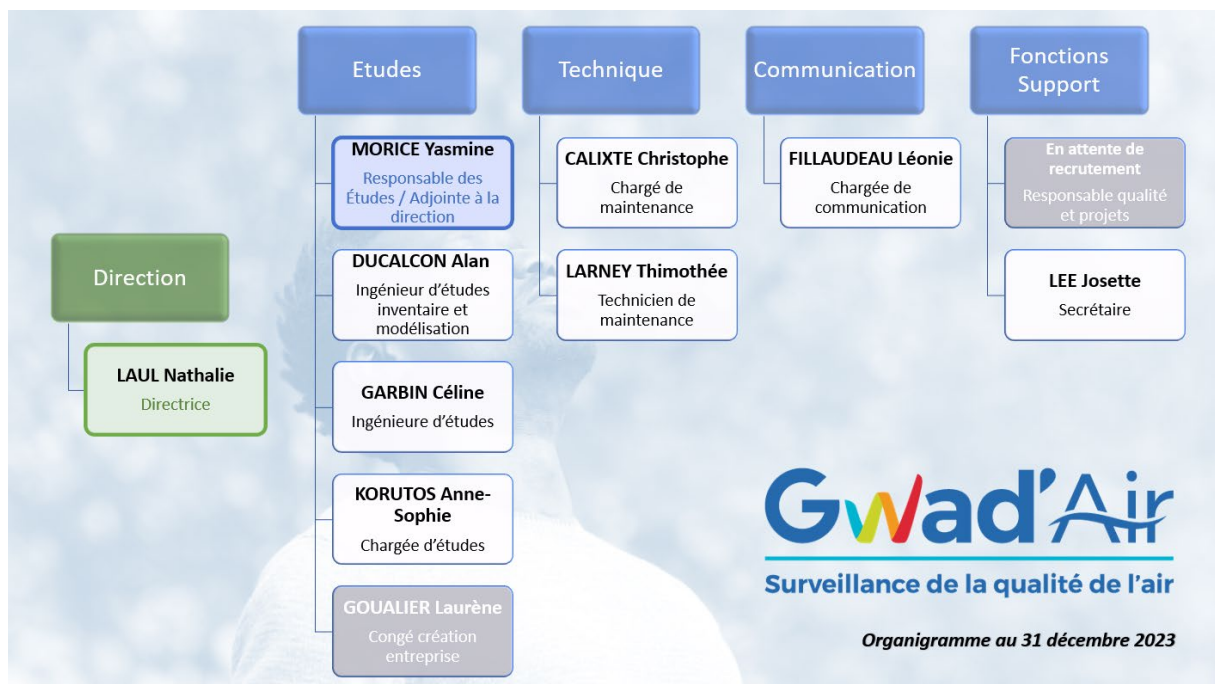 Direction
LAUL Nathalie
Directrice
Etudes
MORICE Yasmine
Responsable des
Études / Adjointe à la
direction
DUCALCON Alan
Ingénieur d’études
inventaire et
modélisation
GARBIN Céline
Ingénieure d’études
KORUTOS Anne-
Sophie
Chargée d’études
GOUALIER Laurène
Congé création
entreprise
Technique
CALIXTE Christophe
Chargé de
maintenance
LARNEY Thimothée
Technicien de
maintenance
Communication
FILLAUDEAU Léonie
Chargée de
communication
Fonctions
Support
En attente de
recrutement
Responsable qualité
et projets
LEE Josette
Secrétaire
Gwad’Air
Surveillance de la qualité de l’air
Organigramme au 31 décembre 2023